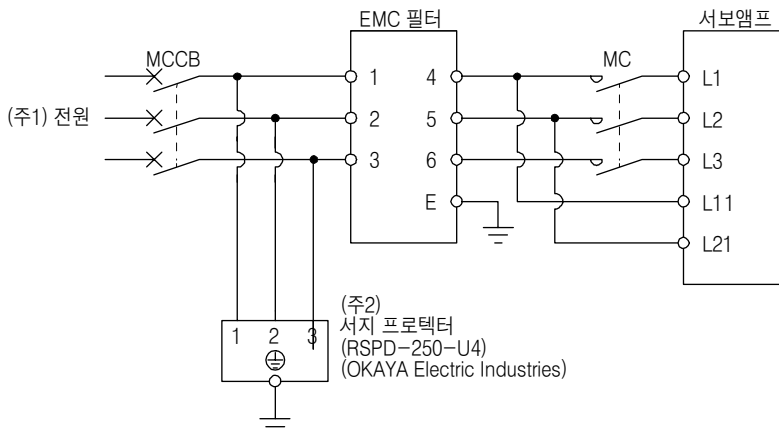 EMC 필터
서보앰프
MCCB
MC
1 4
L1
(주1) 전원
2 5
L2
3 6
L3
E
L11
L21
(주2)
1 2 3
서지 프로텍터
(RSPD-250-U4)
(OKAYA Electric Industries)